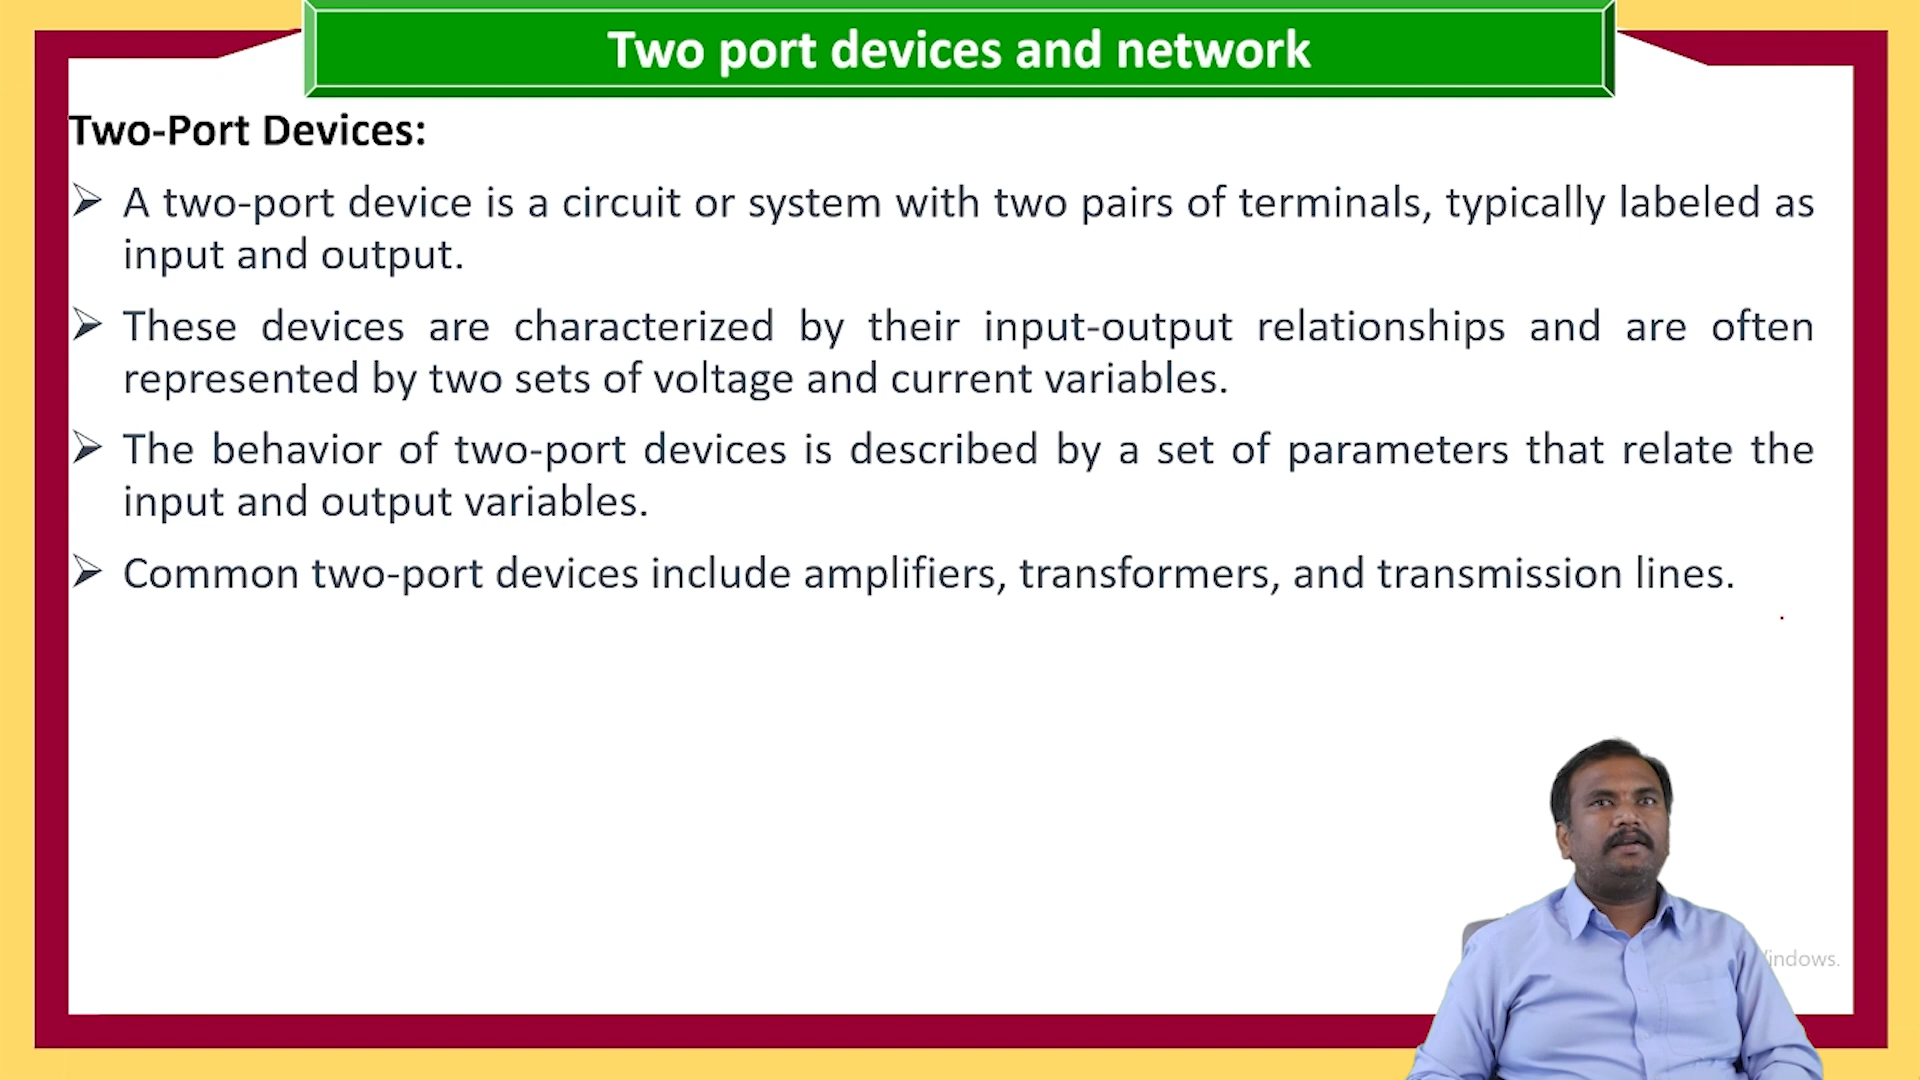 Two port devices and network
Two-Port Devices:
➢ A two-port device is a circuit or system with two pairs of terminals, typically labeled as
input and output.
➢ These devices are characterized by their input-output relationships and are often
represented by two sets of voltage and current variables.
➢ The behavior of two-port devices is described by a set of parameters that relate the
input and output variables.
➢ Common two-port devices include amplifiers, transformers, and transmission lines.